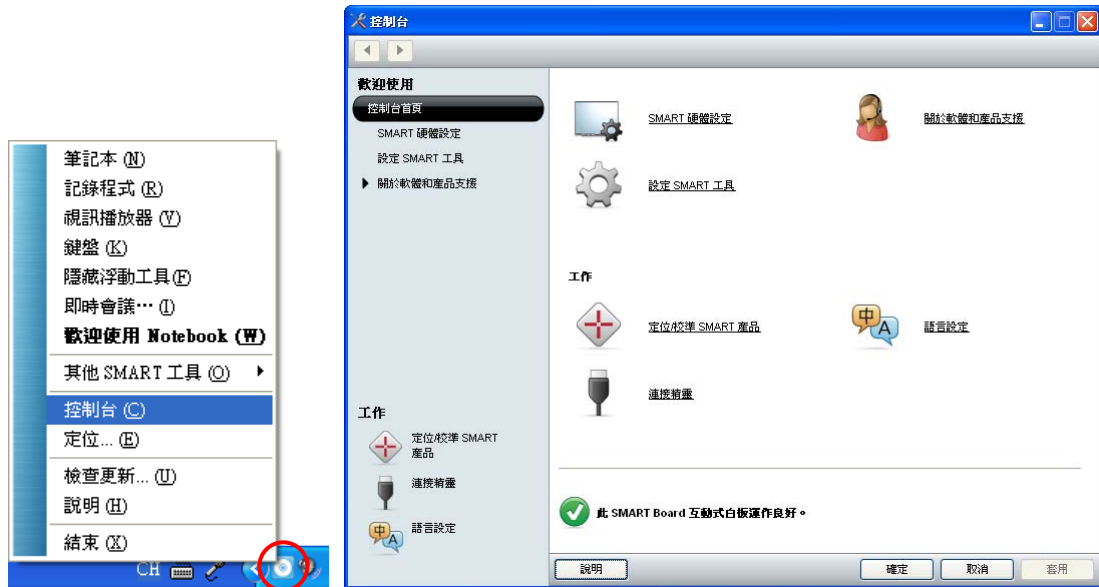 筆記本 (N)
記錄程式 (R)
視訊播放器 (V)
鍵盤 (K)
隱藏浮動工具(F)
即時會議… (I)
歡迎使用 Notebook (W)
其他 SMART 工具 (O)
控制台 (C)
定位... (E)
檢查更新... (U)
說明 (H)
結束 (X)
CH
控制台
歡迎使用
控制台首頁
SMART 硬體設定
設定 SMART 工具
關於軟體和產品支援
工作
定位/校準 SMART
產品
連接精靈
語言設定
SMART 硬體設定
關於軟體和產品支援
設定 SMART 工具
工作
定位/校準 SMART 產品
中 A
語言設定
連接精靈
此 SMART Board 互動式白板運作良好。
說明
確定
取消
套用